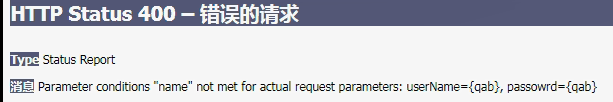 HTTP Status 400 – 错误的请求
Type Status Report
消息 Parameter conditions "name" not met for actual request parameters: userName={qab}, passowrd={qab}